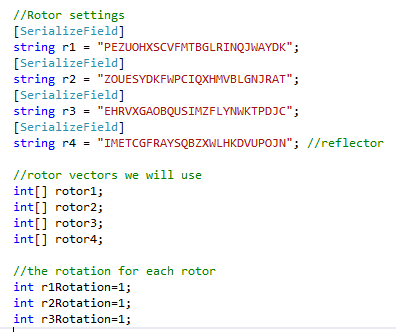 //Rotor settings
[SerializeField]
string r1 = "PEZUOHXSCVFMTBGLRINQJWAYDK";
[SerializeField]
string r2 = "ZOUESYDKFWPCIQXHMVBLGNJRAT";
[SerializeField]
string r3 = "EHRVXGAOBQUSIMZFLYNWKTPDJC";
[SerializeField]
string r4 = "IMETCGFRAYSQBZXWLHKDVUPOJN"; //reflector
//rotor vectors we will use
int[] rotor1;
int[] rotor2;
int[] rotor3;
int[] rotor4;
//the rotation for each rotor
int r1Rotation=1;
int r2Rotation=1;
int r3Rotation=1;